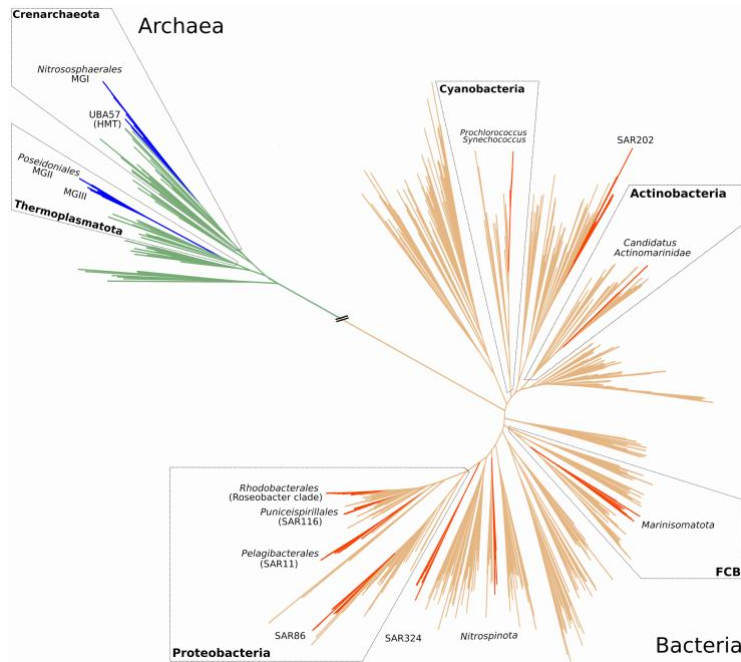 Crenarchaeota
Archaea
Nitrososphaerales
MGI
UBA57
(HMT)
Poseidoniales
MGII
MGIII
Thermoplasmatota
Cyanobacteria
Prochlorococcus
Synechococcus
SAR202
Actinobacteria
Candidatus
Actinomarinidae
Rhodobacterales
(Roseobacter clade)
Puniceispirillales
(SAR116)
Pelagibacterales
(SAR11)
SAR86
Proteobacteria
SAR324
Nitrospinota
Marinisomatota
FCB
Bacteria